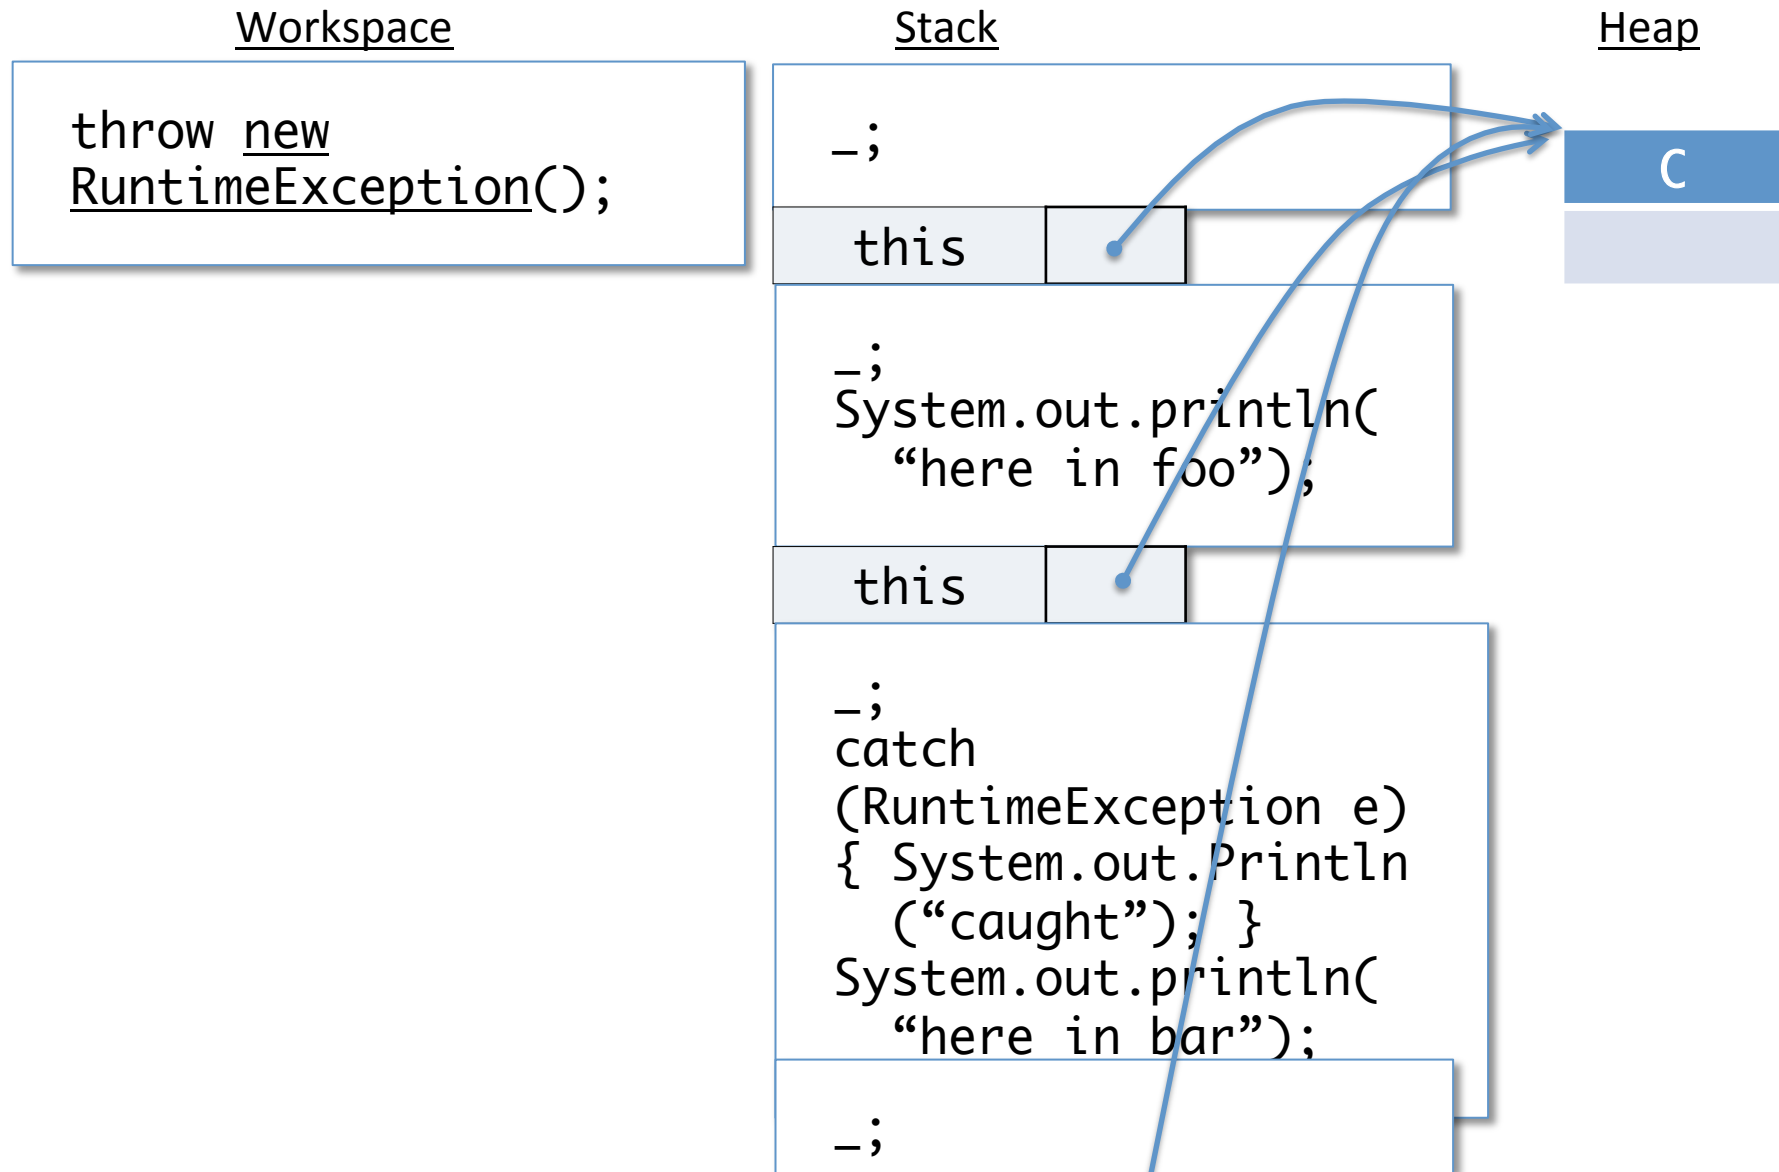 Workspace
Stack
Heap
throw new
RuntimeException();
_;
this
_;
System.out.println(
“here in foo”);
this
_;
catch
(RuntimeException e)
{ System.out.Println
(“caught”); }
System.out.println(
“here in bar”);
_;
C